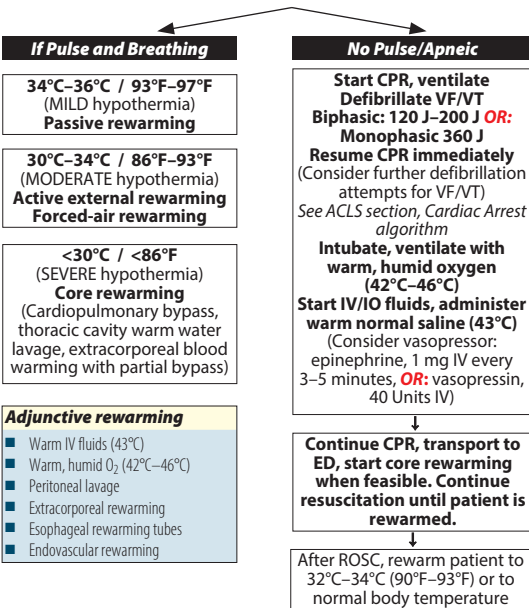 If Pulse and Breathing
34°C–36°C / 93°F–97°F
(MILD hypothermia)
Passive rewarming
30°C–34°C / 86°F–93°F
(MODERATE hypothermia)
Active external rewarming
Forced-air rewarming
<30°C / <86°F
(SEVERE hypothermia)
Core rewarming
(Cardiopulmonary bypass,
thoracic cavity warm water
lavage, extracorporeal blood
warming with partial bypass)
Adjunctive rewarming
■ Warm IV fluids (43°C)
■ Warm, humid O₂ (42°C–46°C)
■ Peritoneal lavage
■ Extracorporeal rewarming
■ Esophageal rewarming tubes
■ Endovascular rewarming
No Pulse/Apneic
Start CPR, ventilate
Defibrillate VF/VT
Biphasic: 120 J–200 J OR:
Monophasic 360 J
Resume CPR immediately
(Consider further defibrillation
attempts for VF/VT)
See ACLS section, Cardiac Arrest
algorithm
Intubate, ventilate with
warm, humid oxygen
(42°C–46°C)
Start IV/IO fluids, administer
warm normal saline (43°C)
(Consider vasopressor:
epinephrine, 1 mg IV every
3–5 minutes, OR: vasopressin,
40 Units IV)
Continue CPR, transport to
ED, start core rewarming
when feasible. Continue
resuscitation until patient is
rewarmed.
After ROSC, rewarm patient to
32°C–34°C (90°F–93°F) or to
normal body temperature